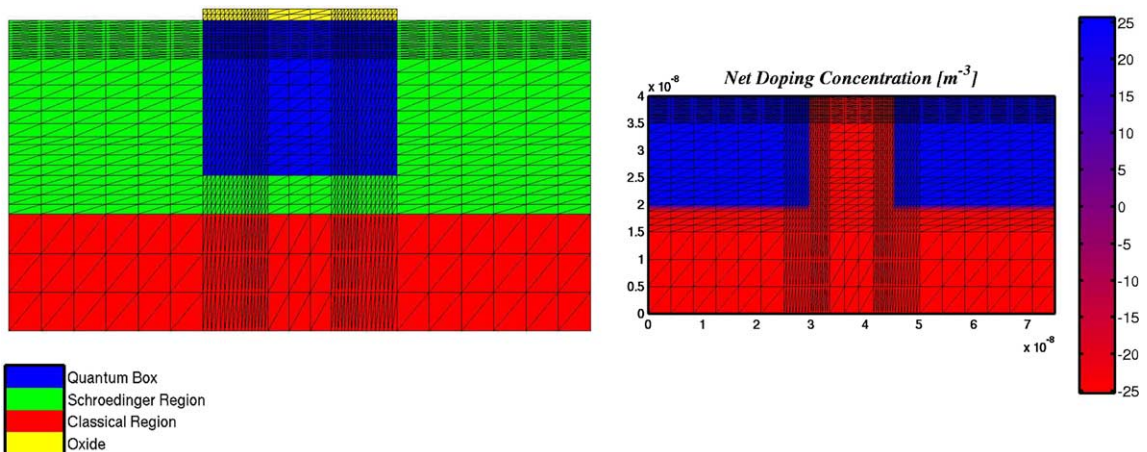 Quantum Box
Schroedinger Region
Classical Region
Oxide
Net Doping Concentration [m⁻³]
x 10⁻⁸
4
3.5
3
2.5
2
1.5
1
0.5
0
0 1 2 3 4 5 6 7
x 10⁻⁸
25
20
15
10
5
0
-5
-10
-15
-20
-25